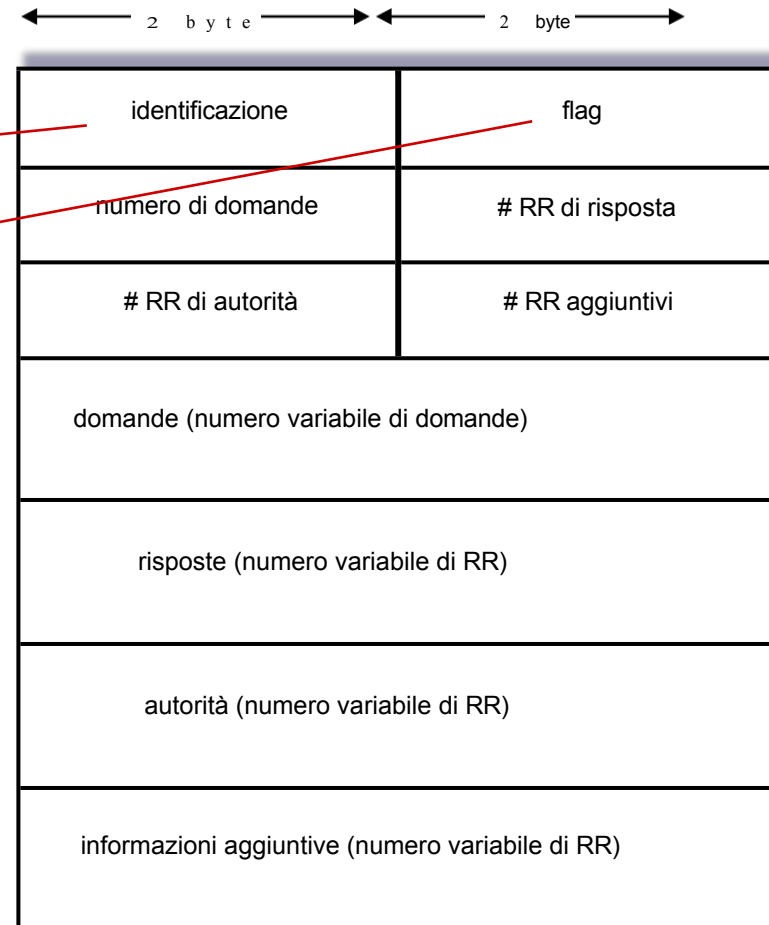 2 byte 2 byte
identificazione flag
numero di domande # RR di risposta
# RR di autorità # RR aggiuntivi
domande (numero variabile di domande)
risposte (numero variabile di RR)
autorità (numero variabile di RR)
informazioni aggiuntive (numero variabile di RR)